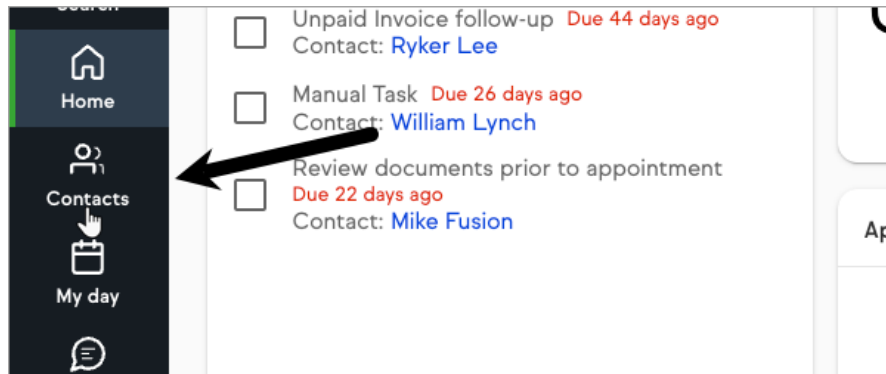 Search
Home
Contacts
My day
Unpaid Invoice follow-up Due 44 days ago
Contact: Ryker Lee
Manual Task Due 26 days ago
Contact: William Lynch
Review documents prior to appointment
Due 22 days ago
Contact: Mike Fusion